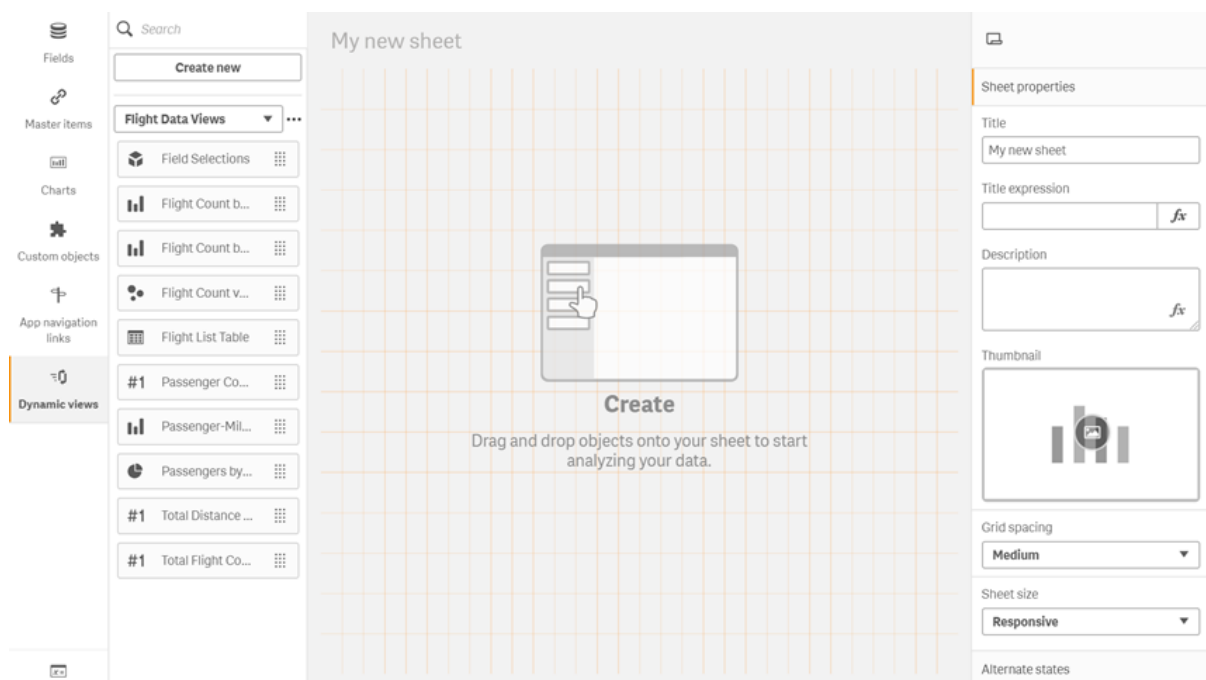 Fields
Master items
Charts
Custom objects
App navigation
links
Dynamic views
Search
Create new
Flight Data Views
Field Selections
Flight Count b...
Flight Count b...
Flight Count v...
Flight List Table
#1 Passenger Co...
Passenger-Mil...
Passengers by...
#1 Total Distance ...
#1 Total Flight Co...
My new sheet
Create
Drag and drop objects onto your sheet to start
analyzing your data.
Sheet properties
Title
My new sheet
Title expression
fx
Description
fx
Thumbnail
Grid spacing
Medium
Sheet size
Responsive
Alternate states